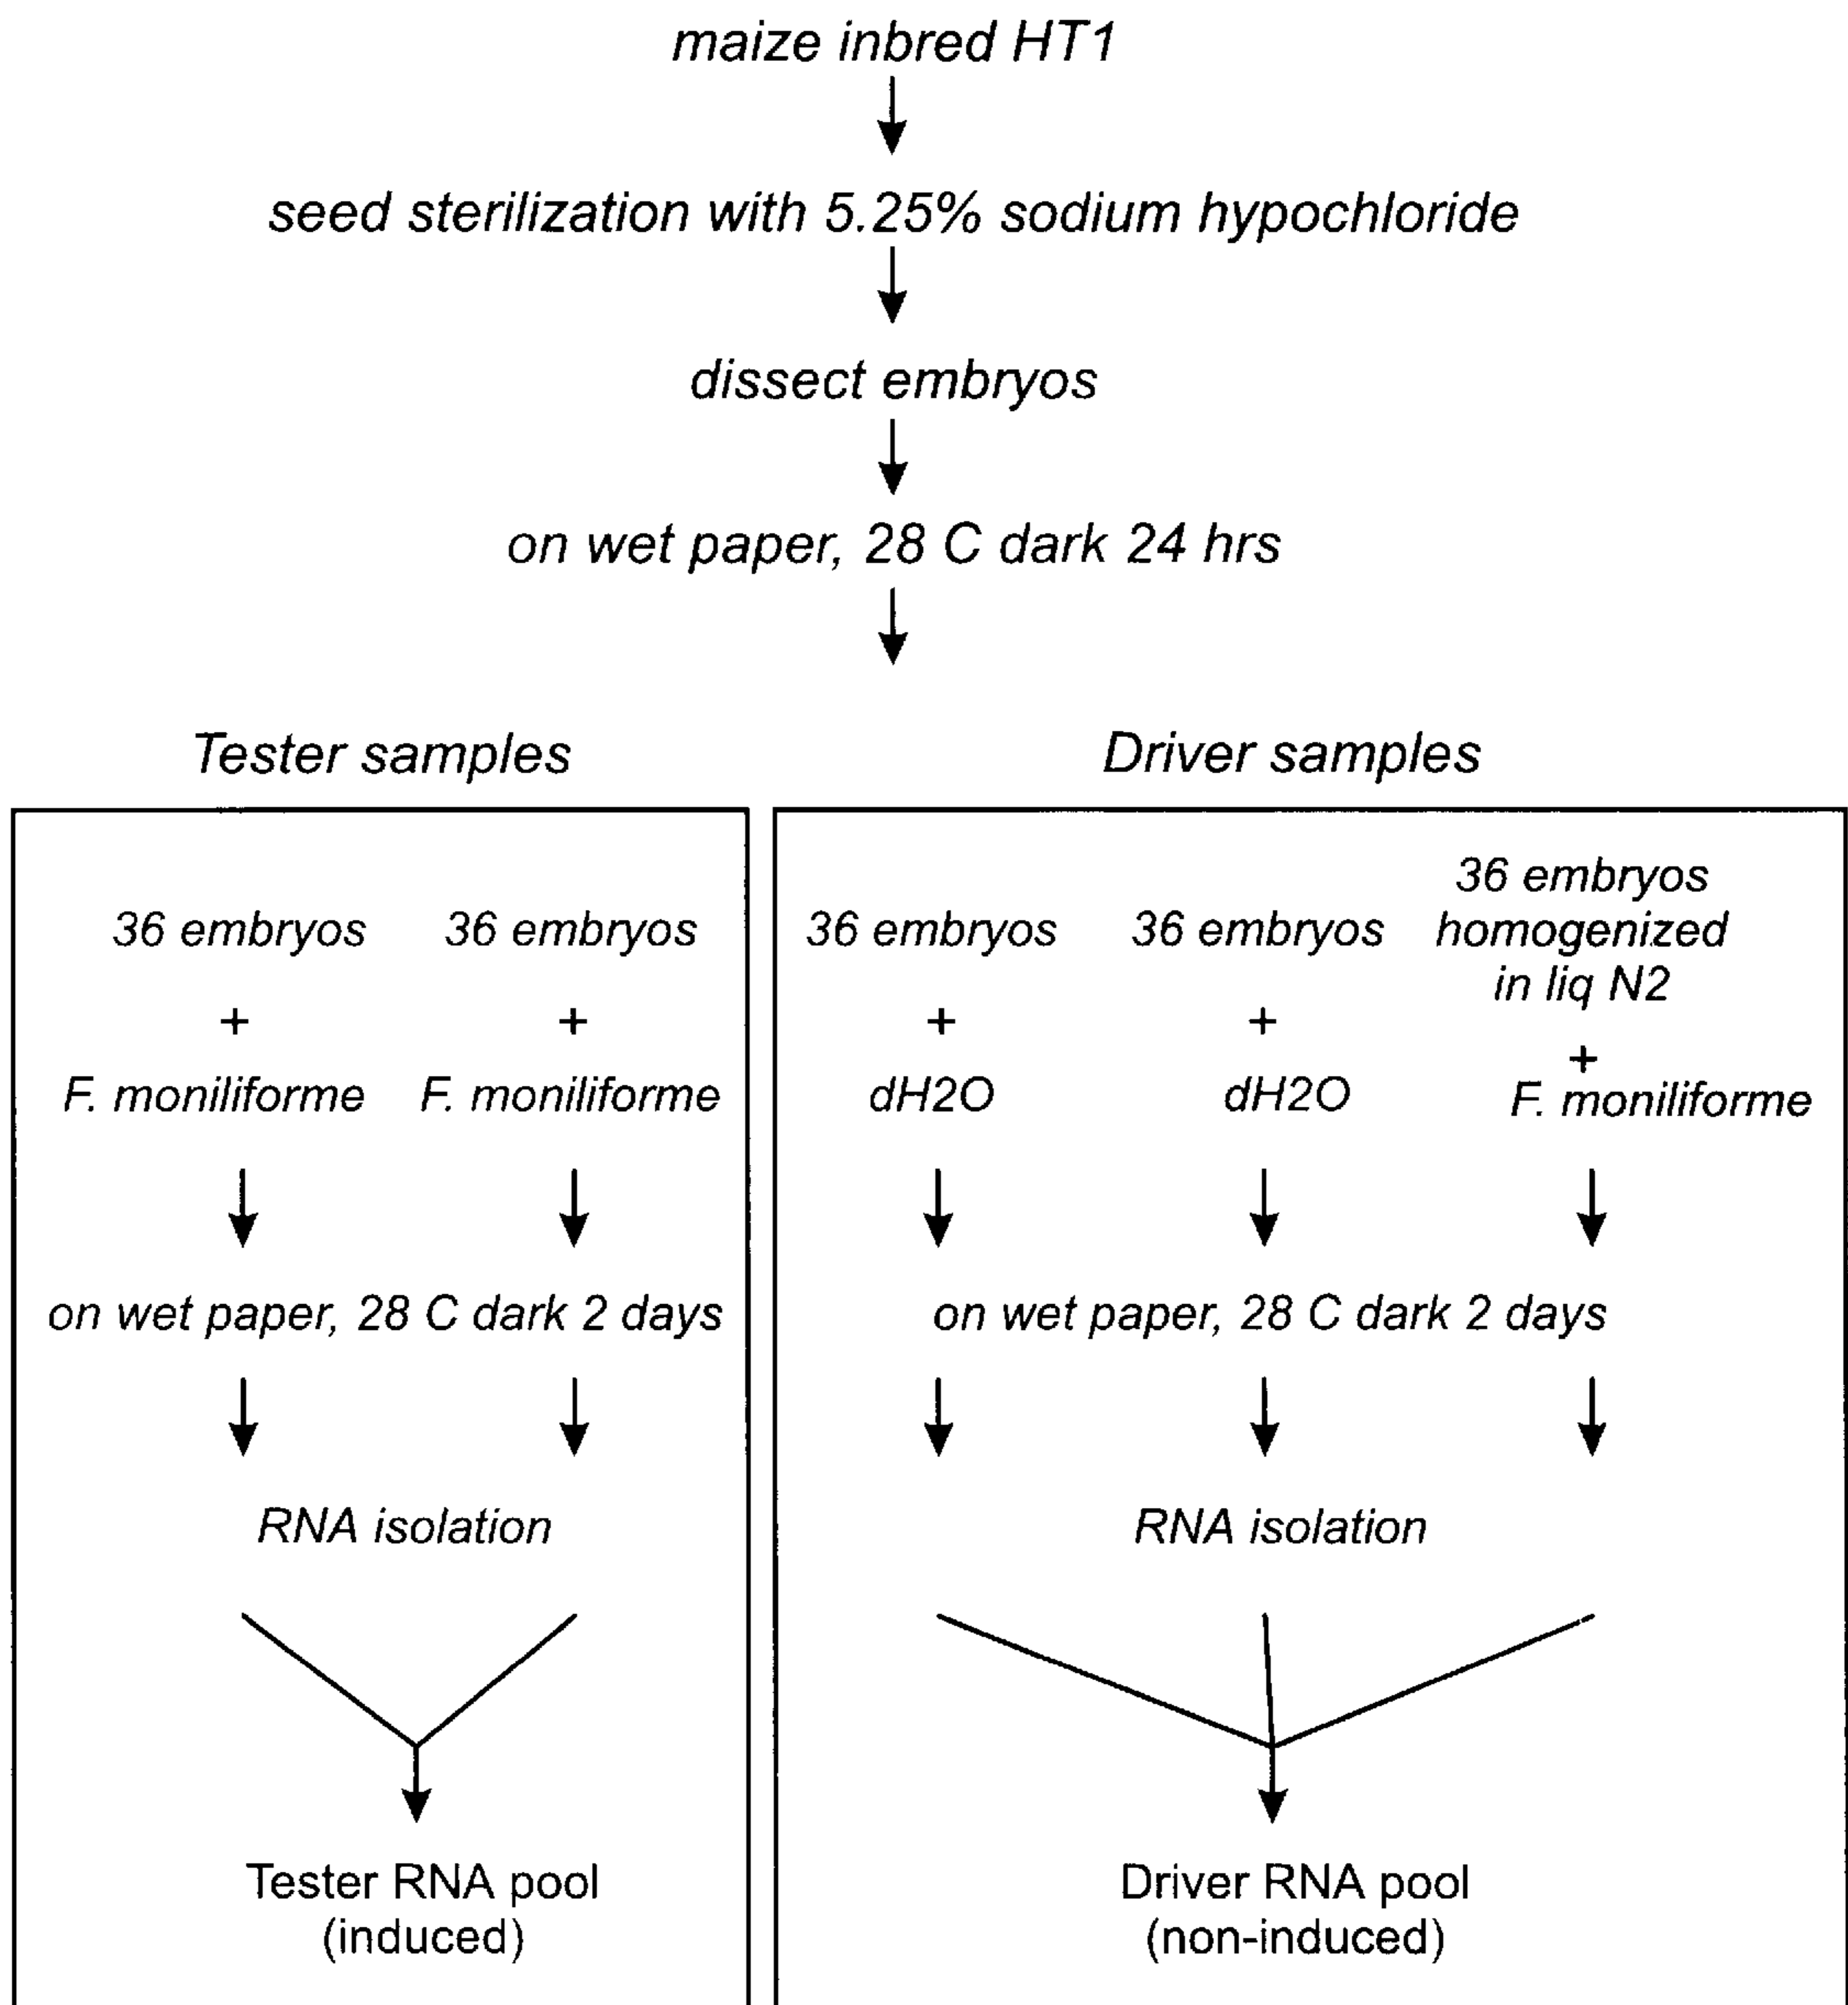 maize inbred HT1
seed sterilization with 5.25% sodium hypochloride
dissect embryos
on wet paper, 28 C dark 24 hrs
Tester samples
36 embryos
+
F. moniliforme
36 embryos
+
F. moniliforme
on wet paper, 28 C dark 2 days
RNA isolation
Tester RNA pool
(induced)
Driver samples
36 embryos
+
dH2O
36 embryos
+
dH2O
36 embryos
homogenized
in liq N2
+
F. moniliforme
on wet paper, 28 C dark 2 days
RNA isolation
Driver RNA pool
(non-induced)